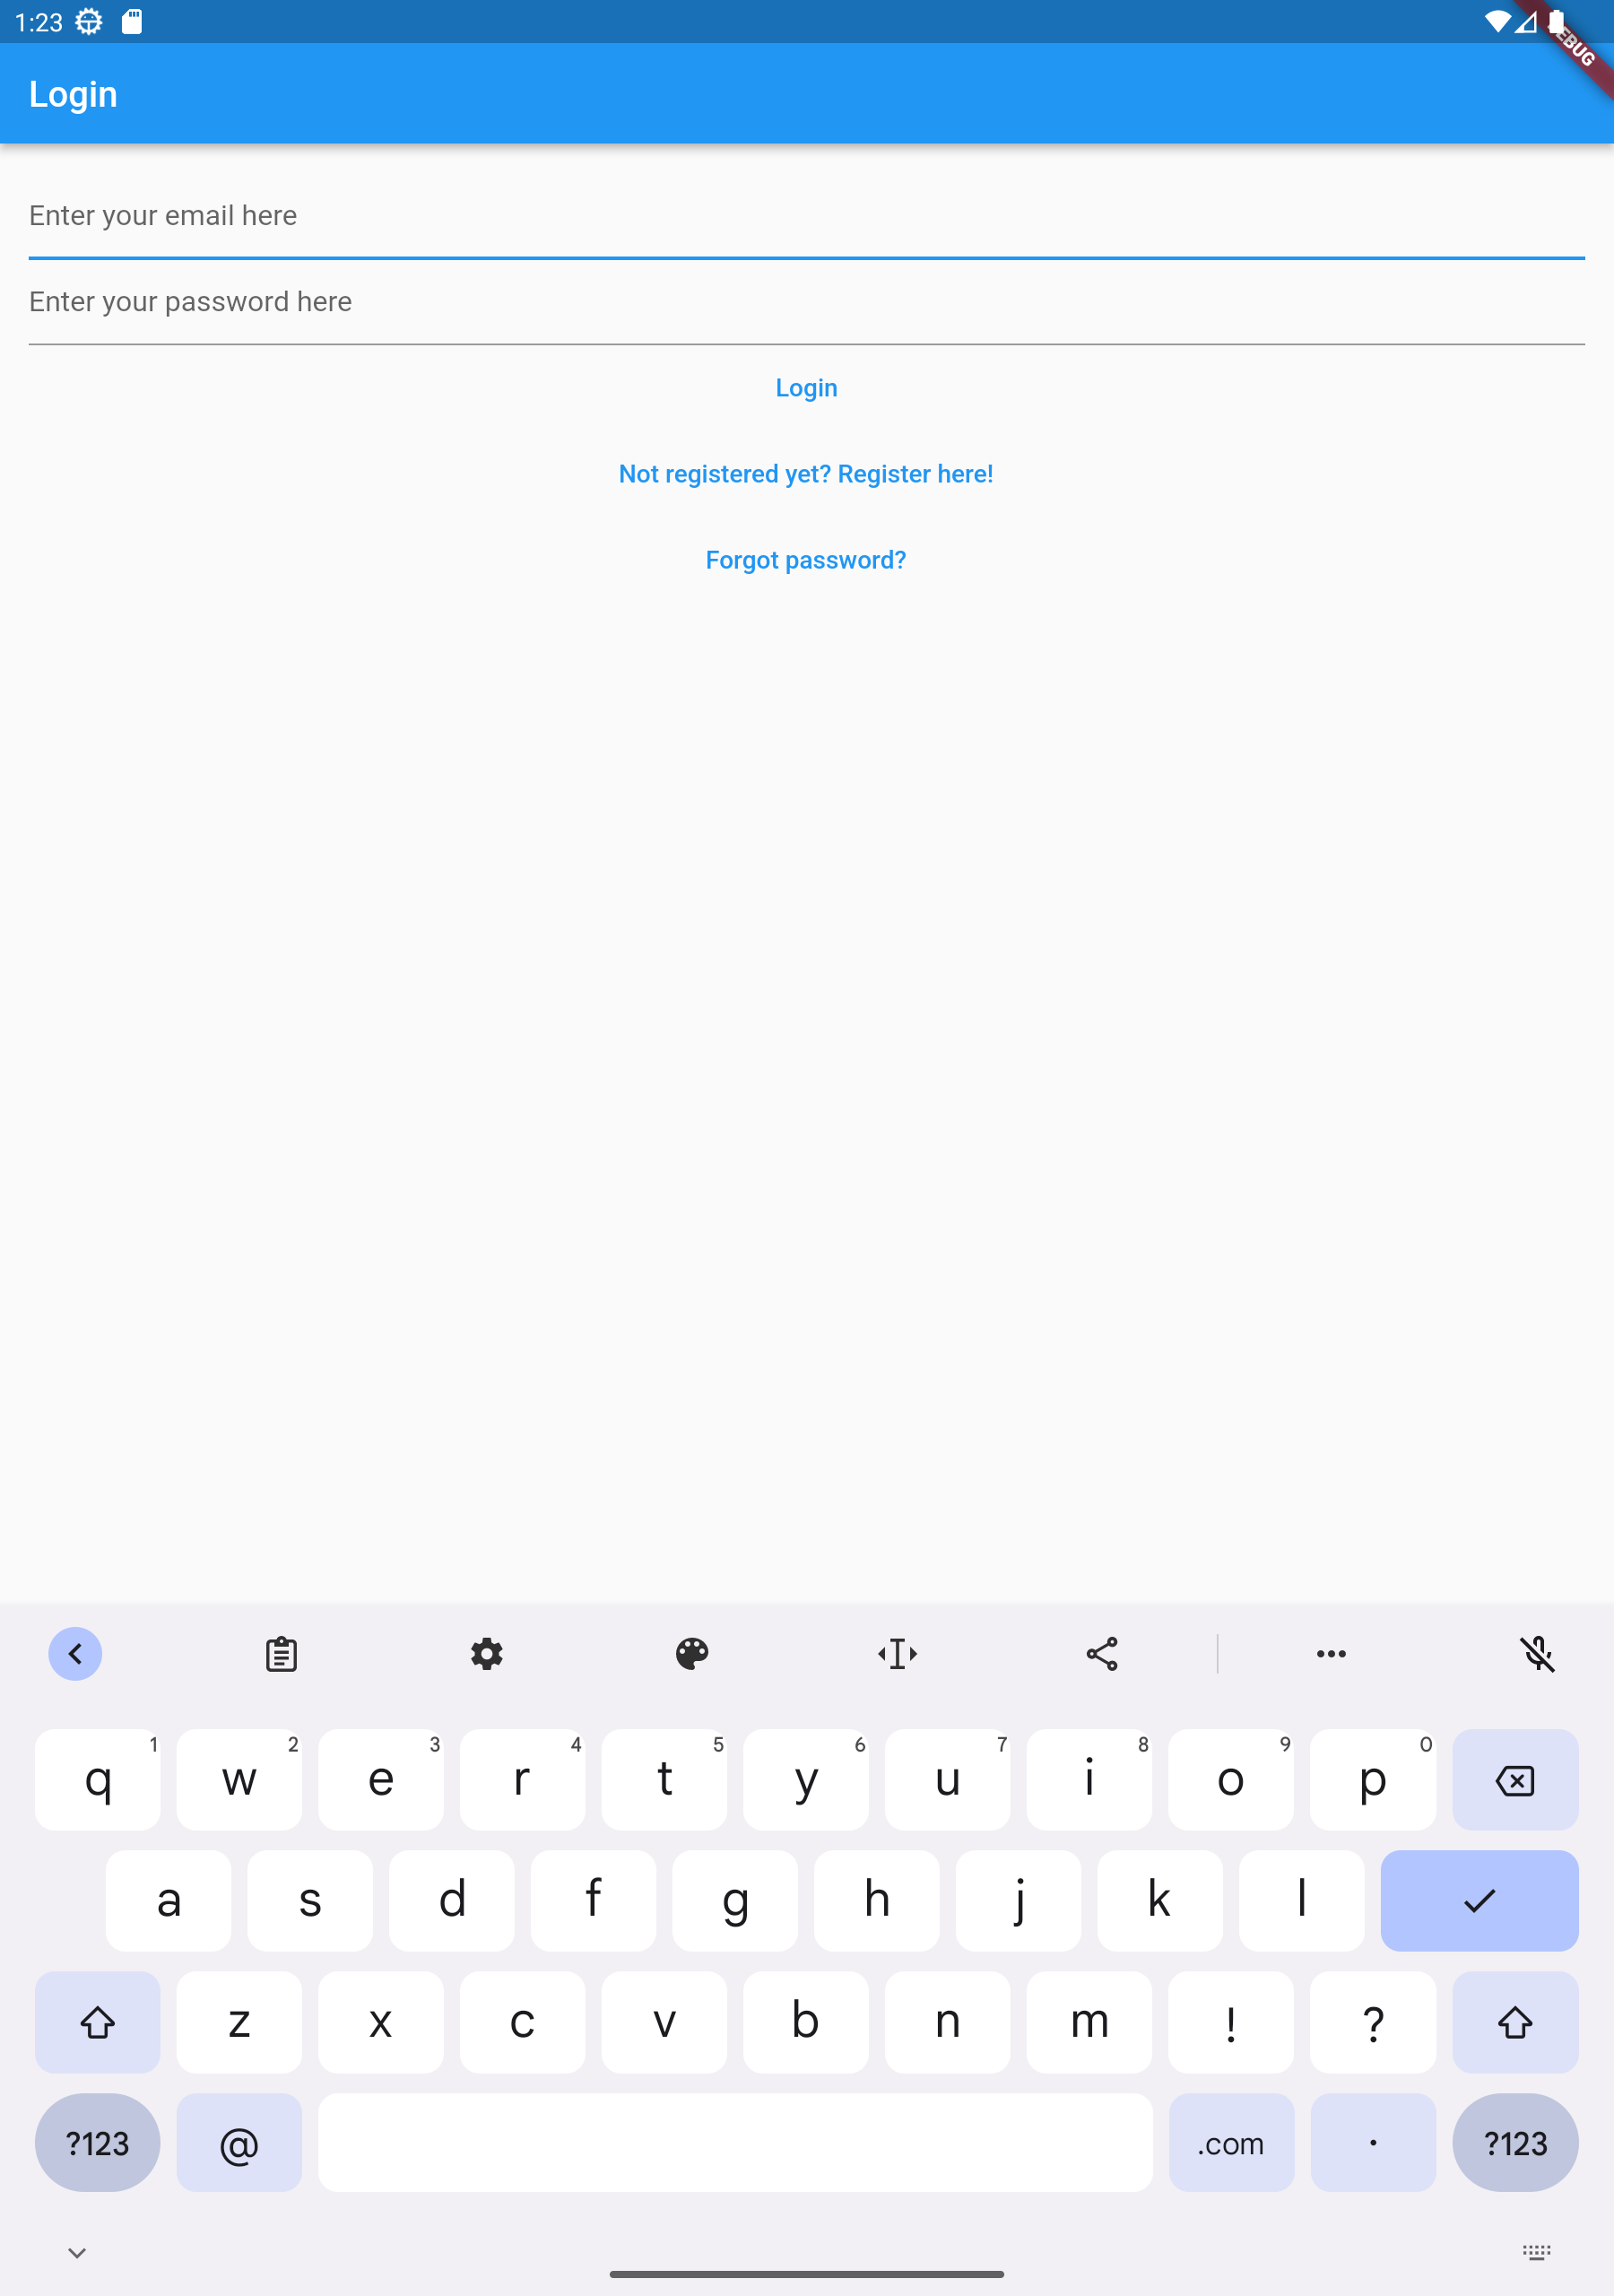 1:23
DEBUG
Login
Enter your email here
Enter your password here
Login
Not registered yet? Register here!
Forgot password?
q 1 w 2 e 3 r 4 t 5 y 6 u 7 i 8 o 9 p 0
a s d f g h j k l
z x c v b n m ! ?
?123 @ .com . ?123